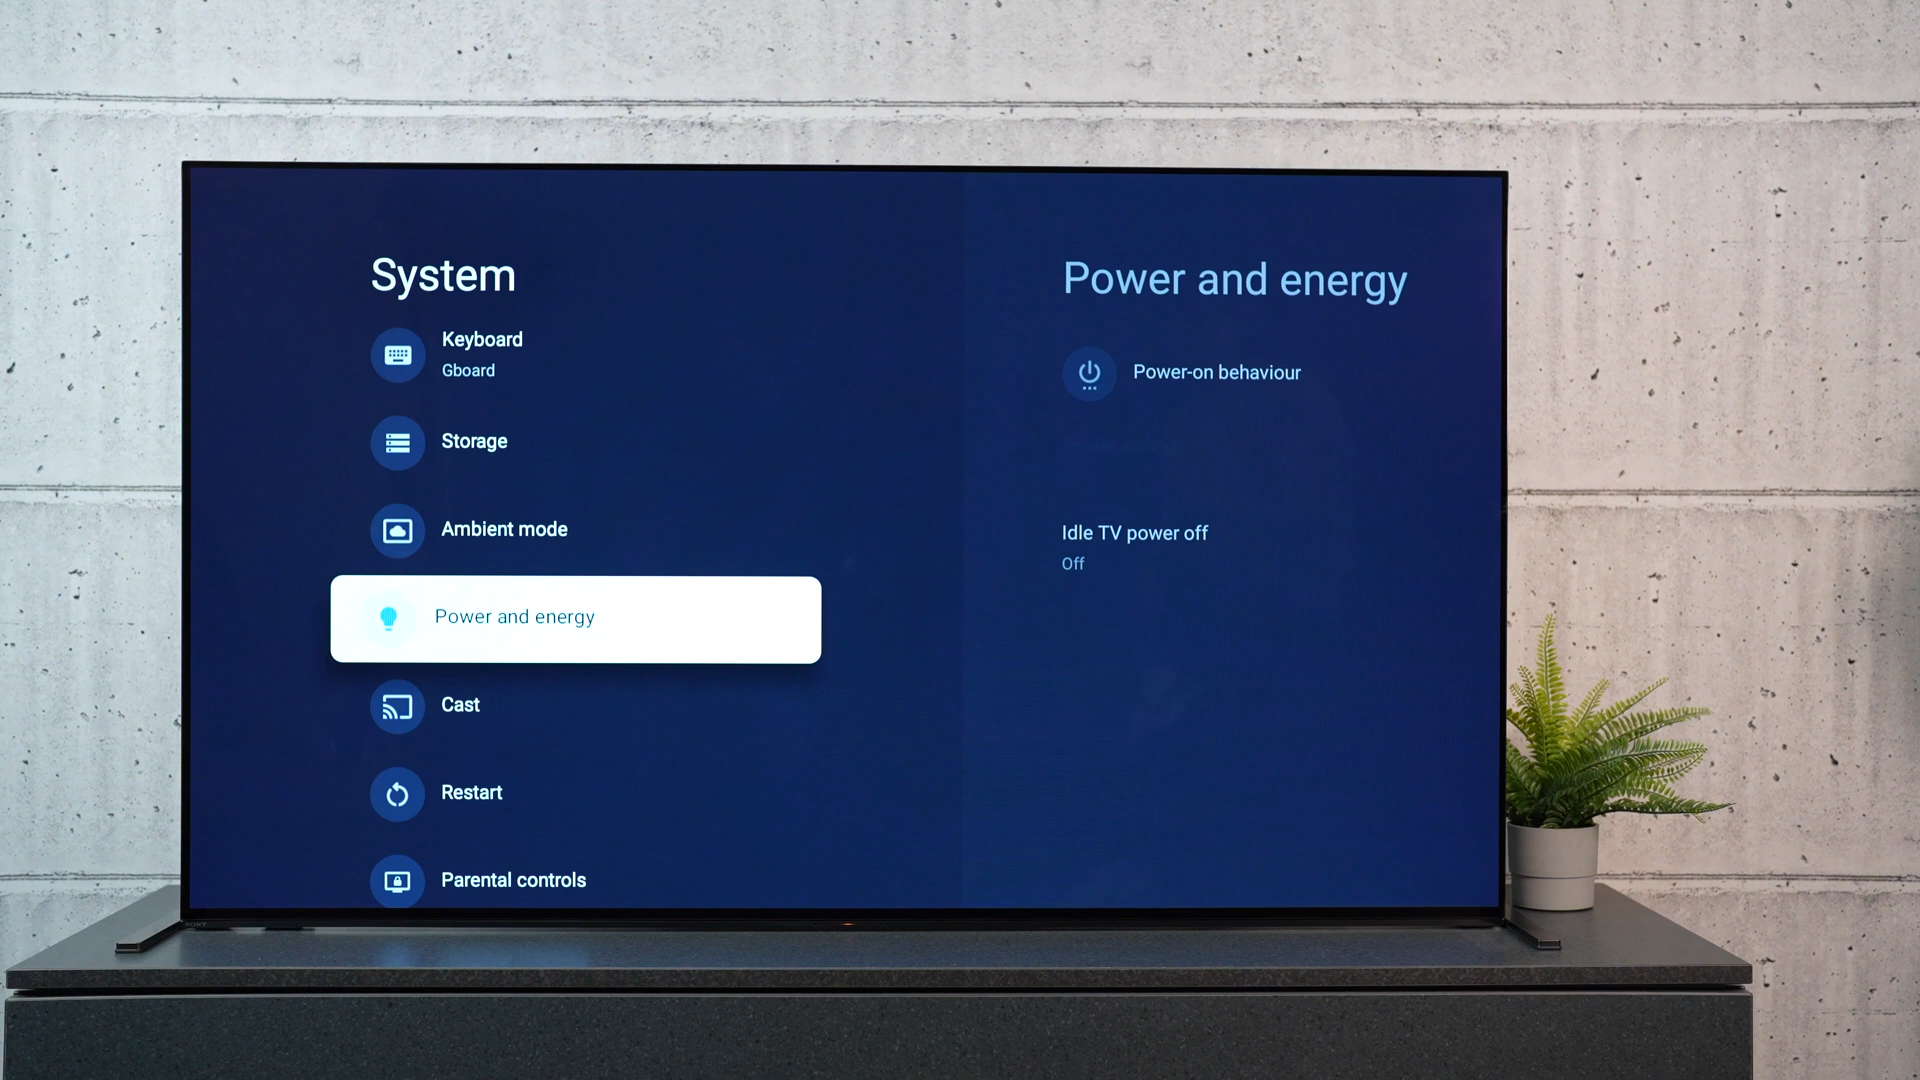 System
Keyboard
Gboard
Storage
Ambient mode
Power and energy
Cast
Restart
Parental controls
Power and energy
Power-on behaviour
Idle TV power off
Off
SONY